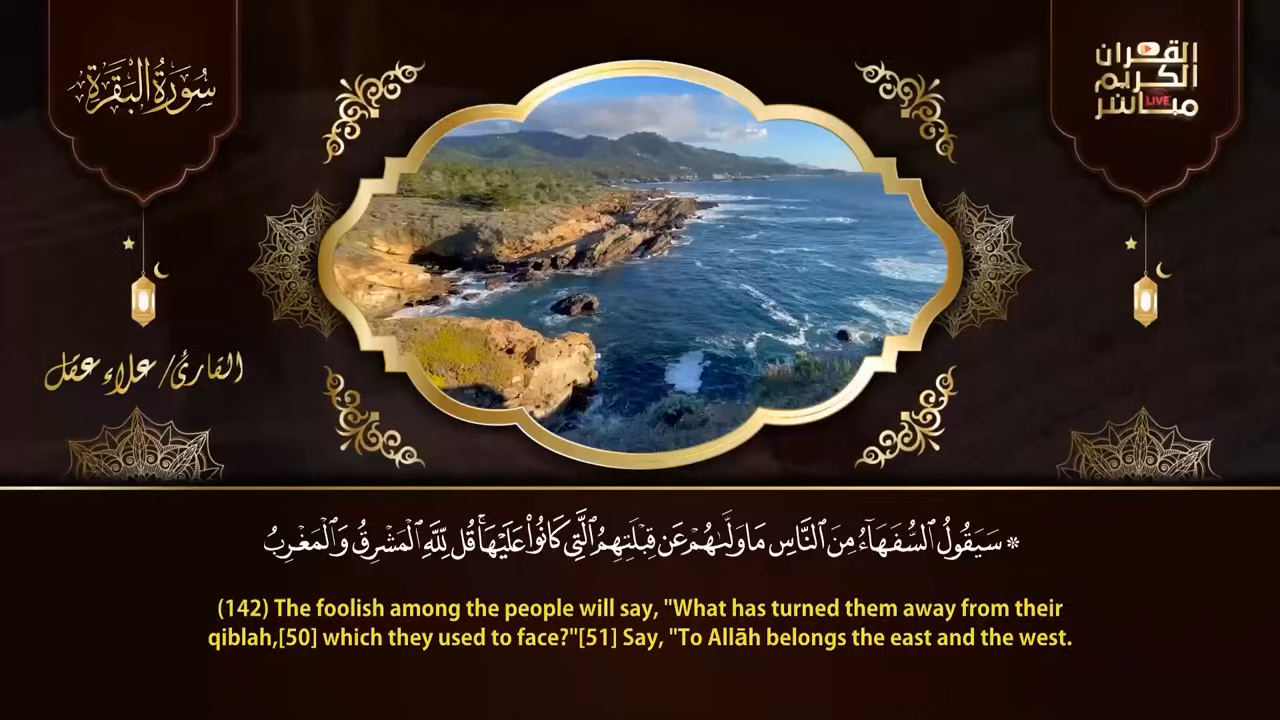 سُورَةُ البَقَرَةِ
القرآن
الكريم
مباشر
LIVE
القارئ/ علاء عقل
* سَيَقُولُ ٱلسُّفَهَآءُ مِنَ ٱلنَّاسِ مَا وَلَّىٰهُمْ عَن قِبْلَتِهِمُ ٱلَّتِي كَانُوا۟ عَلَيْهَا ۚ قُل لِّلَّهِ ٱلْمَشْرِقُ وَٱلْمَغْرِبُ
(142) The foolish among the people will say, "What has turned them away from their
qiblah,[50] which they used to face?"[51] Say, "To Allāh belongs the east and the west.